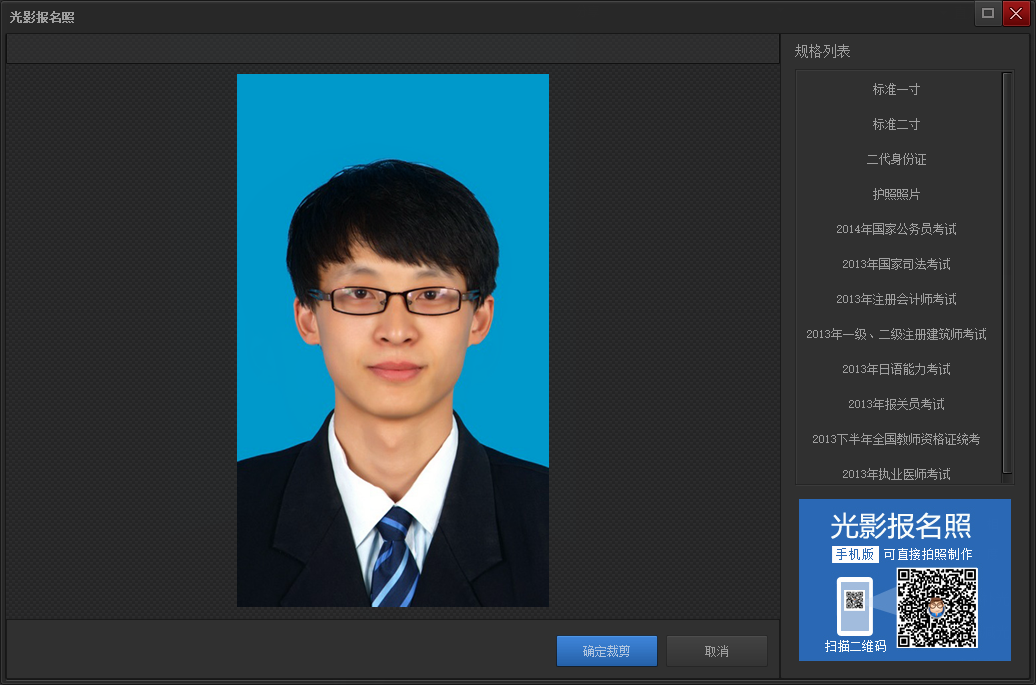 光影报名照
规格列表
标准一寸
标准二寸
二代身份证
护照照片
2014年国家公务员考试
2013年国家司法考试
2013年注册会计师考试
2013年一级、二级注册建筑师考试
2013年日语能力考试
2013年报关员考试
2013下半年全国教师资格证统考
2013年执业医师考试
光影报名照
手机版 可直接拍照制作
扫描二维码
确定裁剪
取消